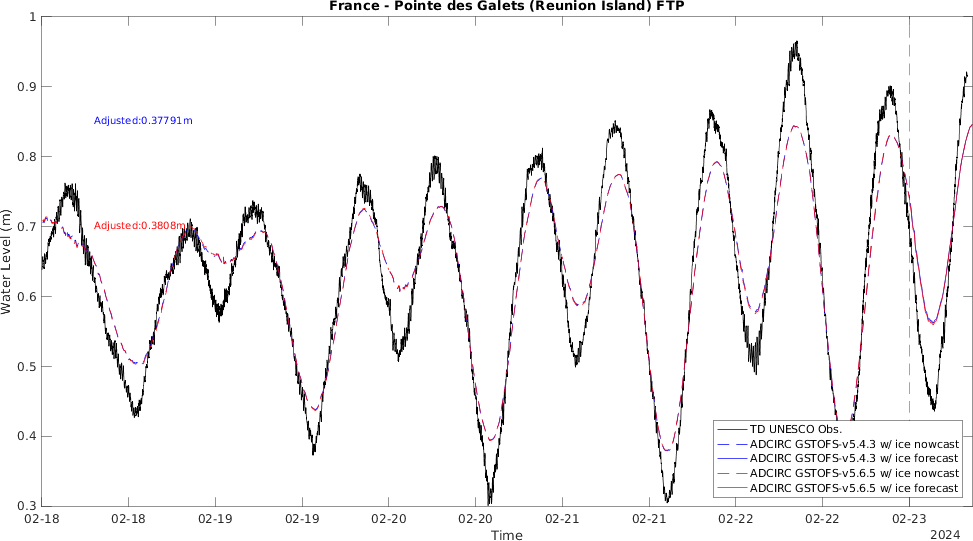 France - Pointe des Galets (Reunion Island) FTP
1
0.9
0.8
0.7
0.6
0.5
0.4
0.3
Water Level (m)
Adjusted:0.37791m
Adjusted:0.3808m
TD UNESCO Obs.
ADCIRC GSTOFS-v5.4.3 w/ ice nowcast
ADCIRC GSTOFS-v5.4.3 w/ ice forecast
ADCIRC GSTOFS-v5.6.5 w/ ice nowcast
ADCIRC GSTOFS-v5.6.5 w/ ice forecast
02-18 02-18 02-19 02-19 02-20 02-20 02-21 02-21 02-22 02-22 02-23
Time
2024